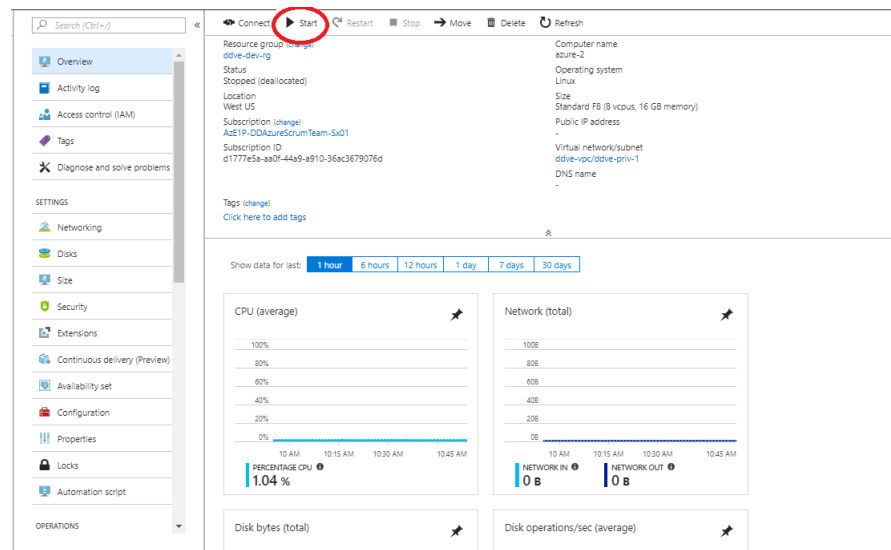 Search (Ctrl+/)
«
Connect Start Restart Stop Move Delete Refresh
Overview
Activity log
Access control (IAM)
Tags
Diagnose and solve problems
SETTINGS
Networking
Disks
Size
Security
Extensions
Continuous delivery (Preview)
Availability set
Configuration
Properties
Locks
Automation script
OPERATIONS
Resource group (change)
ddve-dev-rg
Status
Stopped (deallocated)
Location
West US
Subscription (change)
AzE1P-DDAzureScrumTeam-Sx01
Subscription ID
d1777e5a-aa0f-44a9-a910-36ac3679076d
Computer name
azure-2
Operating system
Linux
Size
Standard F8 (8 vcpus, 16 GB memory)
Public IP address
-
Virtual network/subnet
ddve-vpc/ddve-priv-1
DNS name
-
Tags (change)
Click here to add tags
Show data for last: 1 hour 6 hours 12 hours 1 day 7 days 30 days
CPU (average)
100%
80%
60%
40%
20%
0%
10 AM 10:15 AM 10:30 AM 10:45 AM
PERCENTAGE CPU
1.04 %
Network (total)
100B
80B
60B
40B
20B
0B
10 AM 10:15 AM 10:30 AM 10:45 AM
NETWORK IN NETWORK OUT
0 B 0 B
Disk bytes (total)
Disk operations/sec (average)